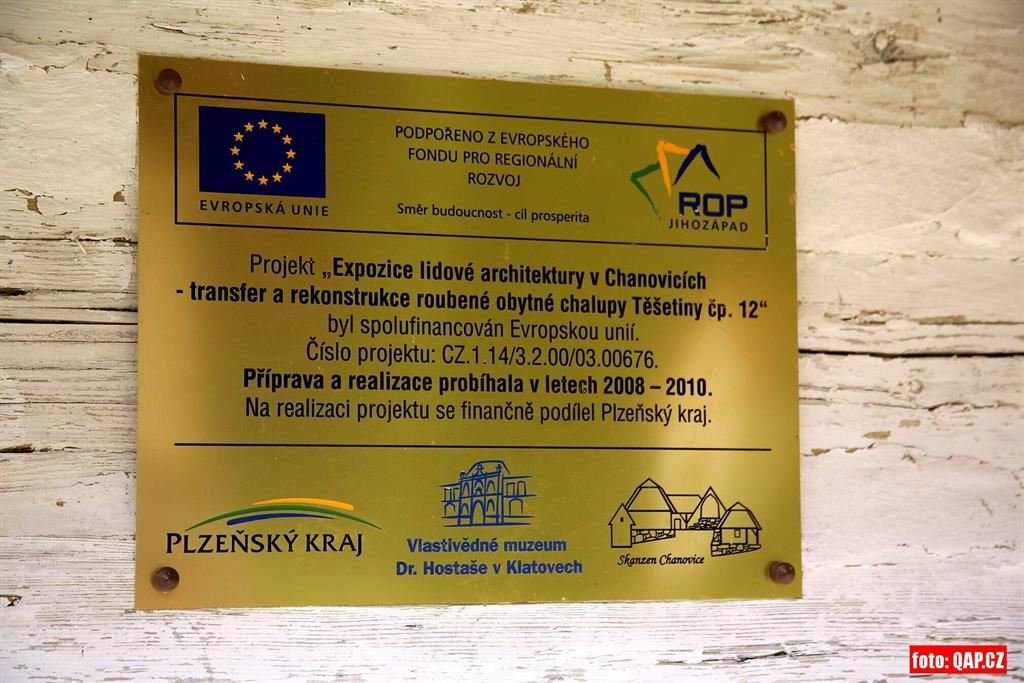 PODPOŘENO Z EVROPSKÉHO
FONDU PRO REGIONÁLNÍ
ROZVOJ
Směr budoucnost - cíl prosperita
EVROPSKÁ UNIE
ROP
JIHOZÁPAD
Projekt „Expozice lidové architektury v Chanovicích
- transfer a rekonstrukce roubené obytné chalupy Těšetiny čp. 12“
byl spolufinancován Evropskou unií.
Číslo projektu: CZ.1.14/3.2.00/03.00676.
Příprava a realizace probíhala v letech 2008 – 2010.
Na realizaci projektu se finančně podílel Plzeňský kraj.
PLZEŇSKÝ KRAJ
Vlastivědné muzeum
Dr. Hostaše v Klatovech
Skanzen Chanovice
foto: QAP.CZ